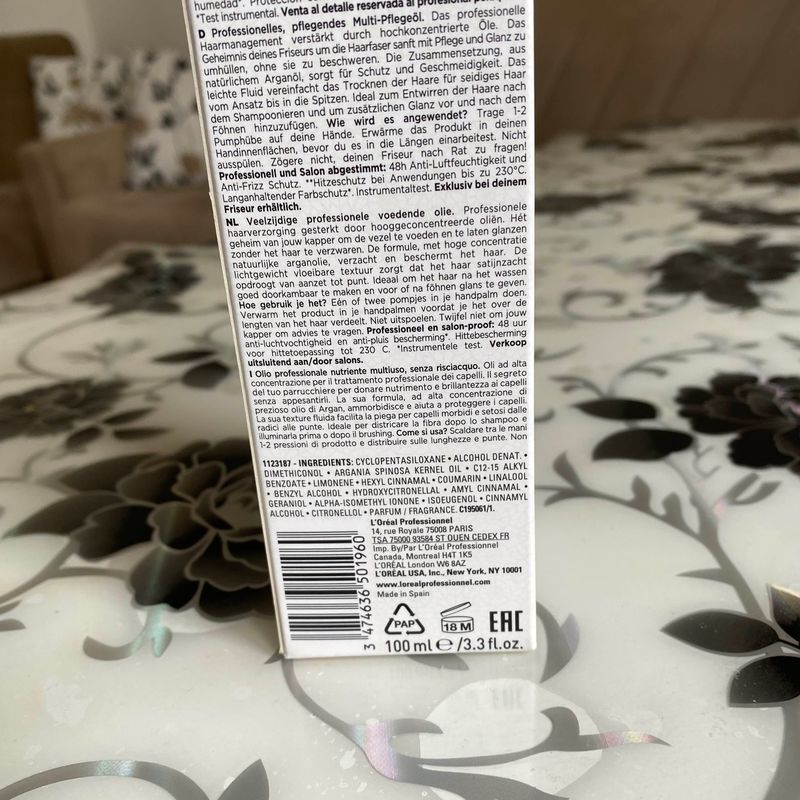 humedad*. Protección
*Test instrumental. Venta al detalle reservada al profesional
D Professionelles, pflegendes Multi-Pflegeöl. Das professionelle
Haarmanagement verstärkt durch hochkonzentrierte Öle. Das
Geheimnis deines Friseurs um die Haarfaser sanft mit Pflege und Glanz zu
umhüllen, ohne sie zu beschweren. Die Zusammensetzung, aus
natürlichem Arganöl, sorgt für Schutz und Geschmeidigkeit. Das
leichte Fluid vereinfacht das Trocknen der Haare für seidiges Haar
vom Ansatz bis in die Spitzen. Ideal zum Entwirren der Haare nach
dem Shampoonieren und um zusätzlichen Glanz vor und nach dem
Föhnen hinzuzufügen. Wie wird es angewendet? Trage 1-2
Pumphübe auf deine Hände. Erwärme das Produkt in deinen
Handinnenflächen, bevor du es in die Längen einarbeitest. Nicht
ausspülen. Zögere nicht, deinen Friseur nach Rat zu fragen!
Professionell und Salon abgestimmt: 48h Anti-Luftfeuchtigkeit und
Anti-Frizz Schutz. **Hitzeschutz bei Anwendungen bis zu 230°C.
Langanhaltender Farbschutz*. Instrumentaltest. Exklusiv bei deinem
Friseur erhältlich.
NL Veelzijdige professionele voedende olie. Professionele
haarverzorging gesterkt door hooggeconcentreerde oliën. Hét
geheim van jouw kapper om de vezel te voeden en te laten glanzen
zonder het haar te verzwaren. De formule, met hoge concentratie
natuurlijke arganolie, verzacht en beschermt het haar. De
lichtgewicht vloeibare textuur zorgt dat het haar satijnzacht
opdroogt van aanzet tot punt. Ideaal om het haar na het wassen
goed doorkambaar te maken en voor of na föhnen glans te geven.
Hoe gebruik je het? Eén of twee pompjes in je handpalm doen.
Verwarm het product in je handpalmen voordat je het over de
lengten van het haar verdeelt. Niet uitspoelen. Twijfel niet om jouw
kapper om advies te vragen. Professioneel en salon-proof: 48 uur
anti-luchtvochtigheid en anti-pluis bescherming*. Hittebescherming
voor hittetoepassing tot 230 C. *Instrumentele test. Verkoop
uitsluitend aan/door salons.
I Olio professionale nutriente multiuso, senza risciacquo. Oli ad alta
concentrazione per il trattamento professionale dei capelli. Il segreto
del tuo parrucchiere per donare nutrimento e brillantezza ai capelli
senza appesantirli. La sua formula, ad alta concentrazione di
prezioso olio di Argan, ammorbidisce e aiuta a proteggere i capelli.
La sua texture fluida facilita la piega per capelli morbidi e setosi dalle
radici alle punte. Ideale per districare la fibra dopo lo shampoo e
illuminarla prima o dopo il brushing. Come si usa? Scaldare tra le mani
1-2 pressioni di prodotto e distribuire sulle lunghezze e punte. Non
1123187 - INGREDIENTS: CYCLOPENTASILOXANE • ALCOHOL DENAT. •
DIMETHICONOL • ARGANIA SPINOSA KERNEL OIL • C12-15 ALKYL
BENZOATE • LIMONENE • HEXYL CINNAMAL • COUMARIN • LINALOOL
• BENZYL ALCOHOL • HYDROXYCITRONELLAL • AMYL CINNAMAL •
GERANIOL • ALPHA-ISOMETHYL IONONE • ISOEUGENOL • CINNAMYL
ALCOHOL • CITRONELLOL • PARFUM / FRAGRANCE. C195061/1.
L'Oréal Professionnel
14, rue Royale 75008 PARIS
TSA 75000 93584 ST OUEN CEDEX FR
Imp. By/Par L'Oréal Professionnel
Canada, Montreal H4T 1K5
L'ORÉAL London W6 8AZ
L'ORÉAL USA, Inc., New York, NY 10001
www.lorealprofessionnel.com
Made in Spain
3 474636 501960
PAP
18 M
EAC
100 ml e /3.3 fl.oz.